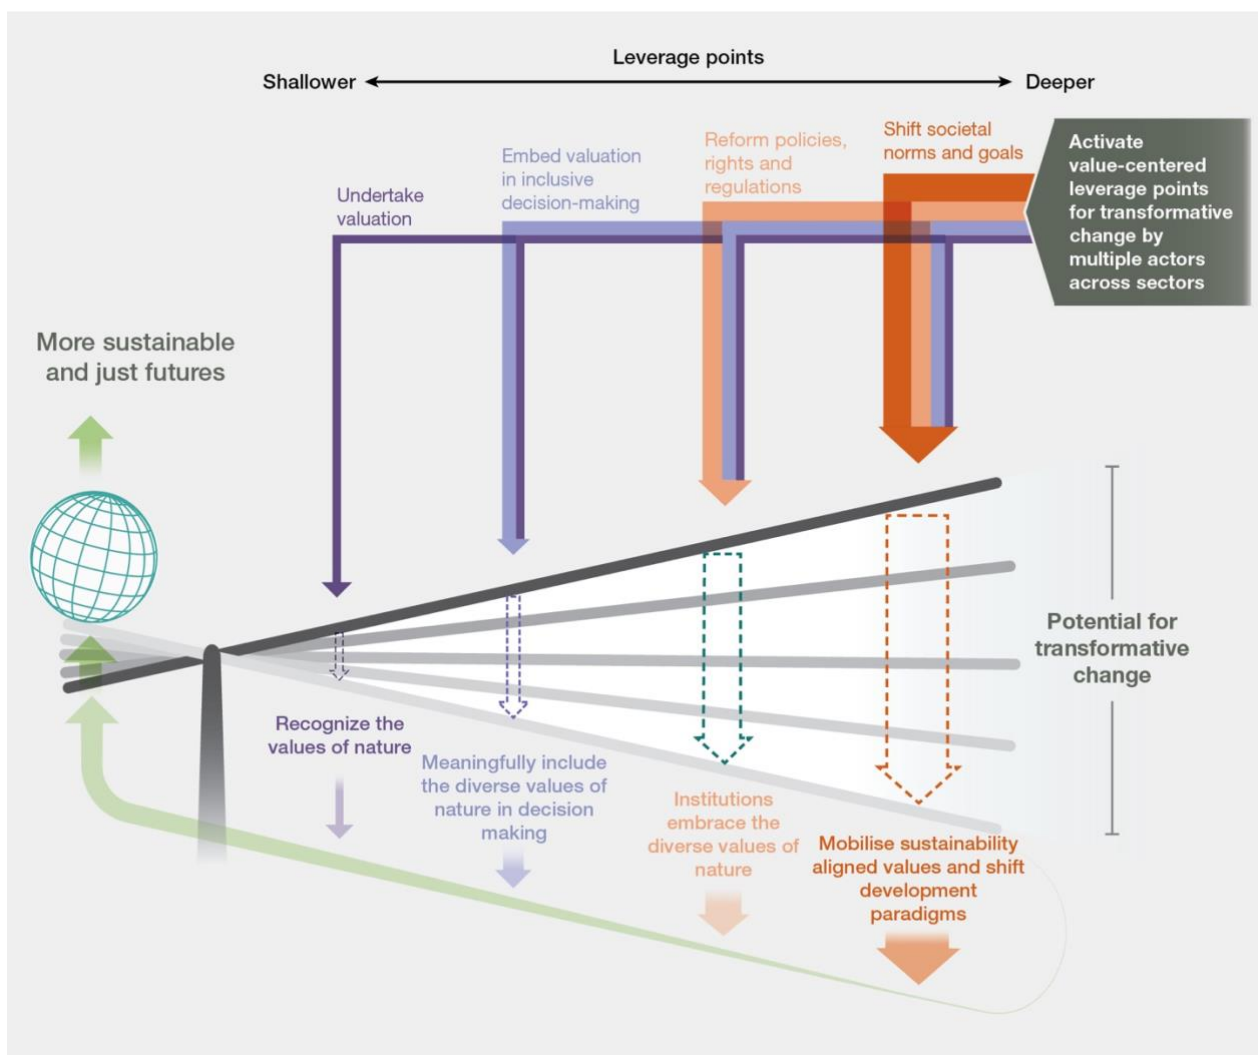 Leverage points
Shallower
Deeper
Undertake
valuation
Embed valuation
in inclusive
decision-making
Reform policies,
rights and
regulations
Shift societal
norms and goals
Activate
value-centered
leverage points
for transformative
change by
multiple actors
across sectors
More sustainable
and just futures
Potential for
transformative
change
Recognize the
values of nature
Meaningfully include
the diverse values of
nature in decision
making
Institutions
embrace the
diverse values of
nature
Mobilise sustainability
aligned values and shift
development
paradigms